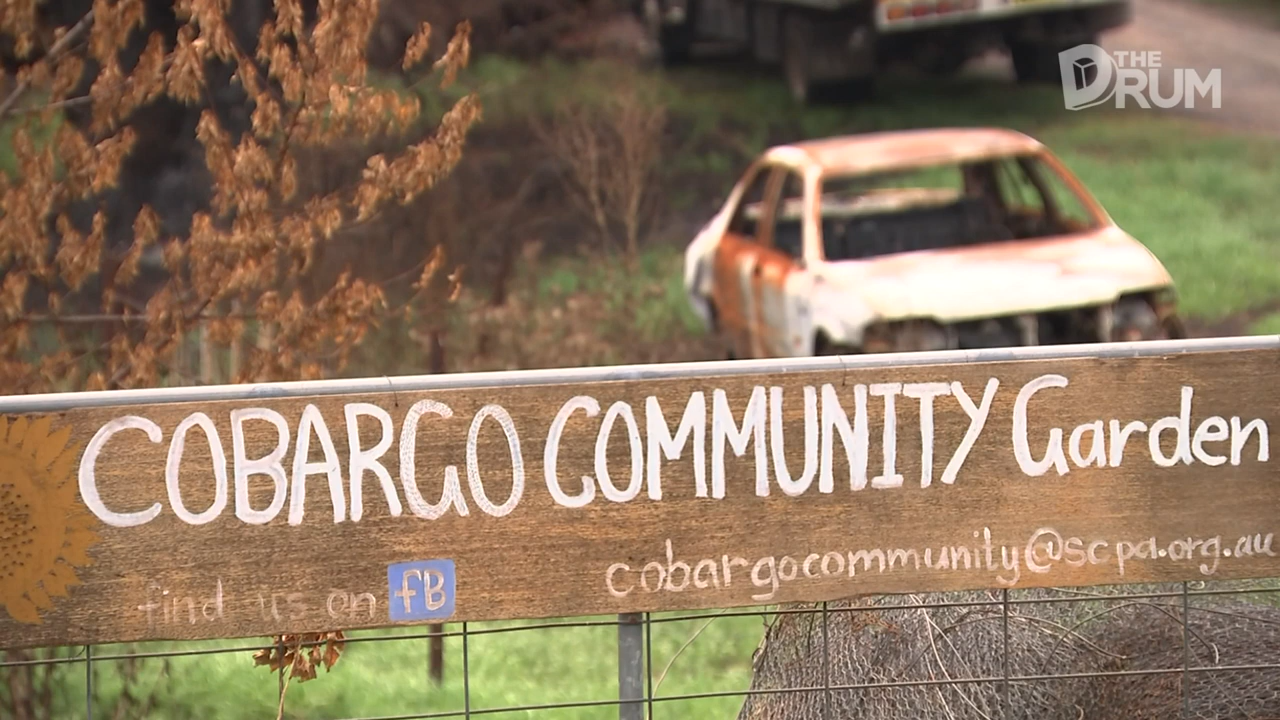 THE
DRUM
COBARGO COMMUNITY Garden
find us on fB
cobargocommunity@scpa.org.au